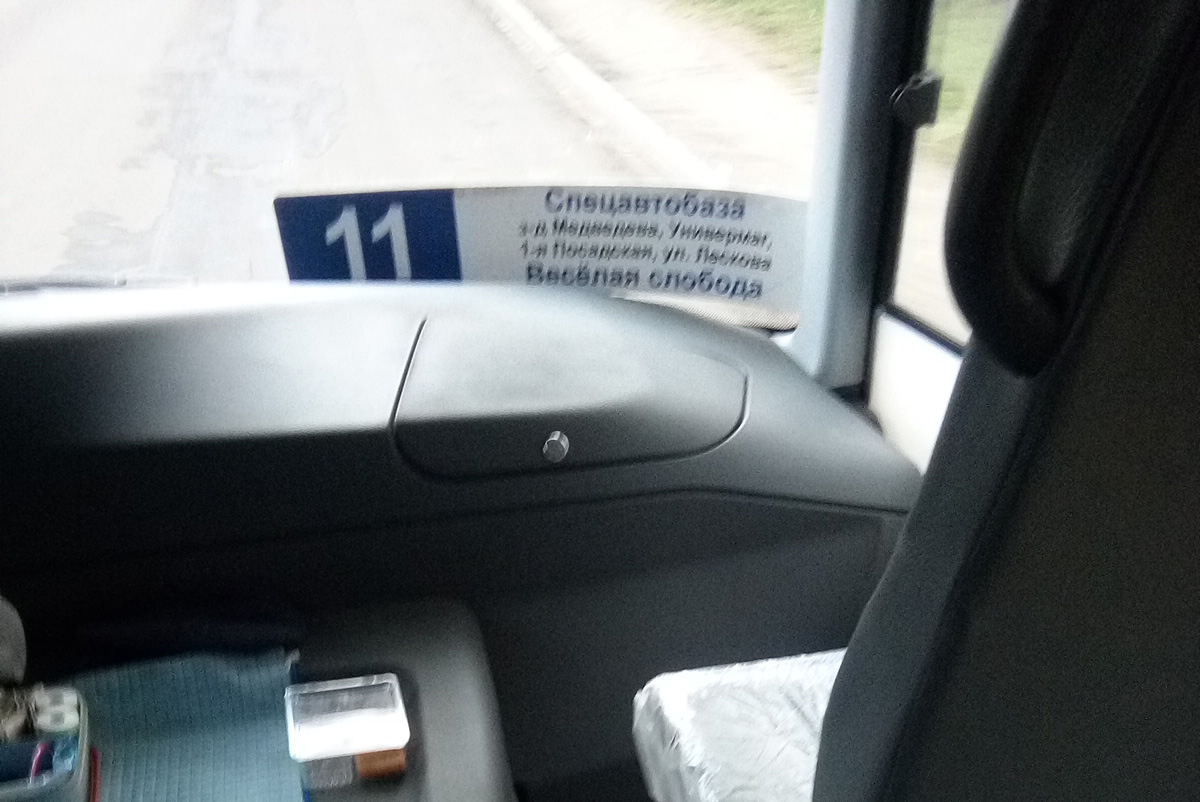 11
Спецавтобаза
з-д Медведева, Универмаг,
1-я Посадская, ул. Лескова
Весёлая слобода